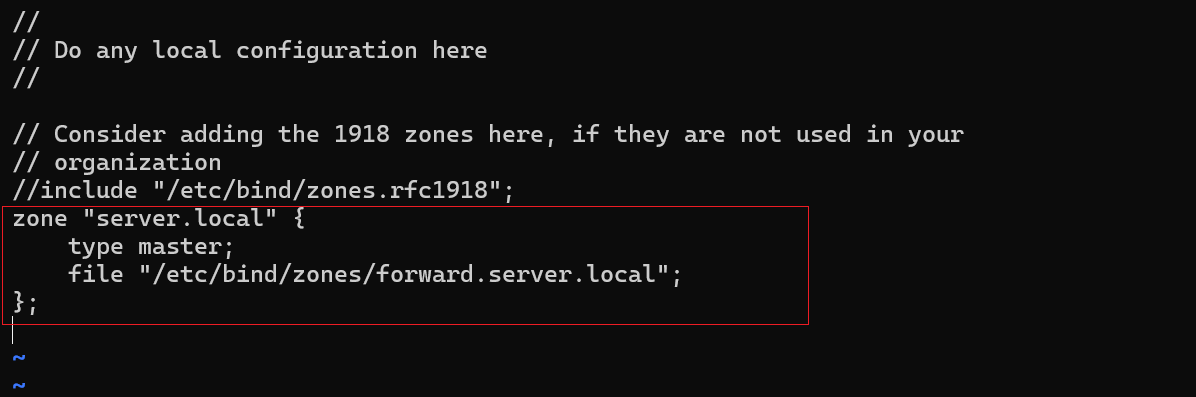 //
// Do any local configuration here
//
// Consider adding the 1918 zones here, if they are not used in your
// organization
//include "/etc/bind/zones.rfc1918";
zone "server.local" {
    type master;
    file "/etc/bind/zones/forward.server.local";
};
~
~